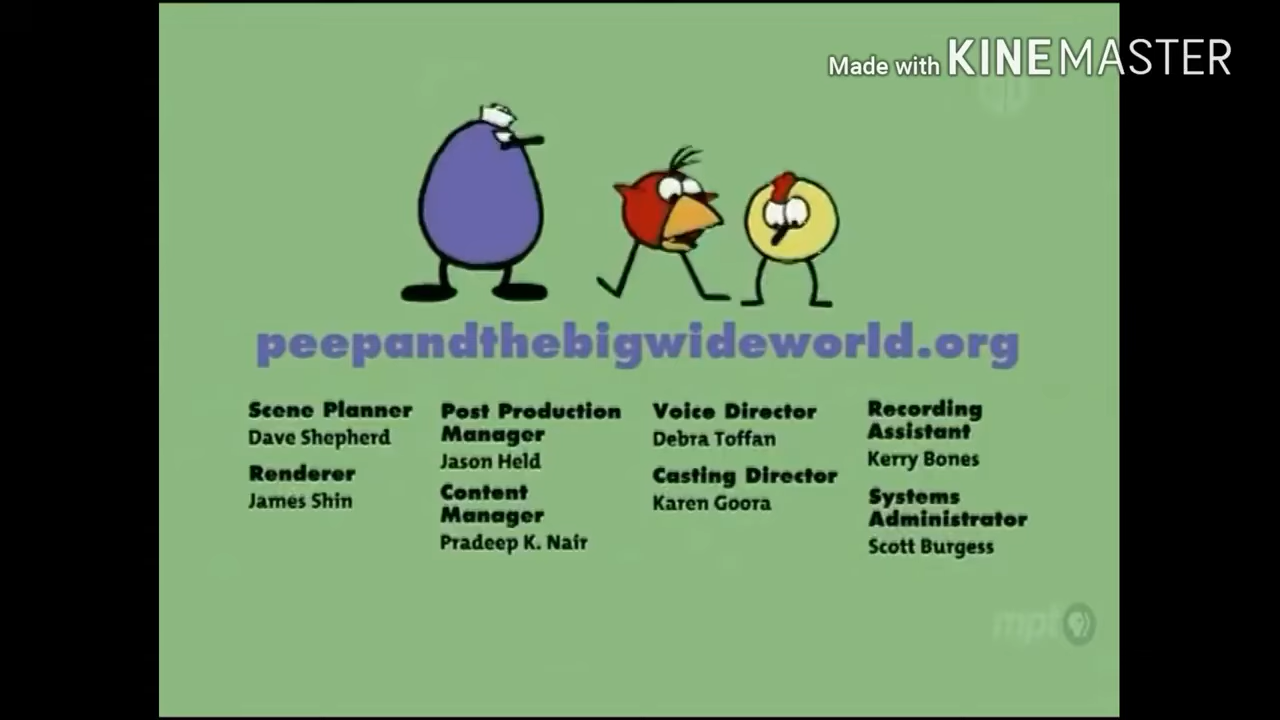 Made with KINEMASTER
peepandthebigwideworld.org
Scene Planner
Dave Shepherd
Renderer
James Shin
Post Production
Manager
Jason Held
Content
Manager
Pradeep K. Nair
Voice Director
Debra Toffan
Casting Director
Karen Goora
Recording
Assistant
Kerry Bones
Systems
Administrator
Scott Burgess
mpt